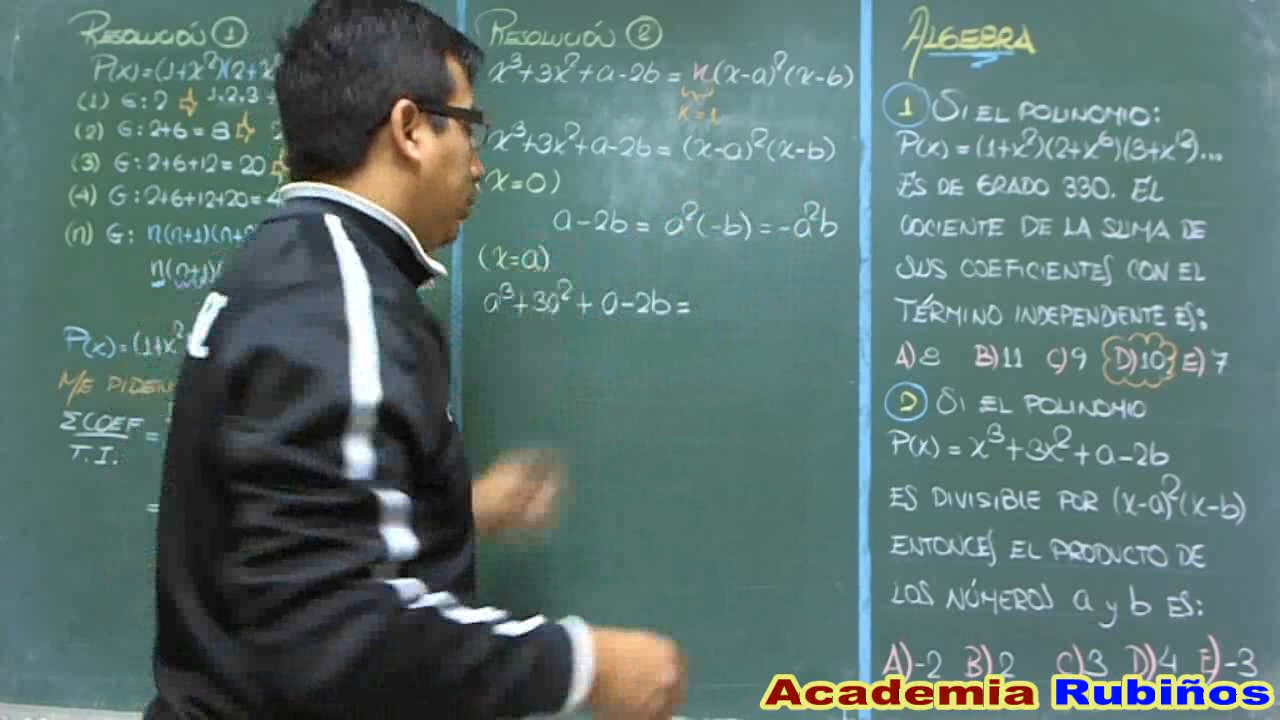 RESOLUCIÓN 1
P(x)=(1+x²)(2+x
(1) G:2 ⇒ 1,2,3
(2) G:2+6=8 ⇒
(3) G:2+6+12=20 ⇒
(4) G:2+6+12+20=4
(n) G: n(n+1)(n+
n(n+1)(
P(x)=(1+x²
ME PIDEN
ΣCOEF =
T.I.
=
RESOLUCIÓN 2
x³+3x²+a-2b = k(x-a)²(x-b)
K=1
x³+3x²+a-2b = (x-a)²(x-b)
(x=0)
a-2b = a²(-b) = -a²b
(x=a)
a³+3a²+a-2b =
ALGEBRA
1 SI EL POLINOMIO:
P(x)=(1+x²)(2+x⁶)(3+x¹²)...
ES DE GRADO 330. EL
COCIENTE DE LA SUMA DE
SUS COEFICIENTES CON EL
TÉRMINO INDEPENDIENTE ES:
A)8 B)11 C)9 D)10 E)7
2 SI EL POLINOMIO
P(x)=x³+3x²+a-2b
ES DIVISIBLE POR (x-a)²(x-b)
ENTONCES EL PRODUCTO DE
LOS NÚMEROS a y b ES:
A)-2 B)2 C)3 D)4 E)-3
Academia Rubiños